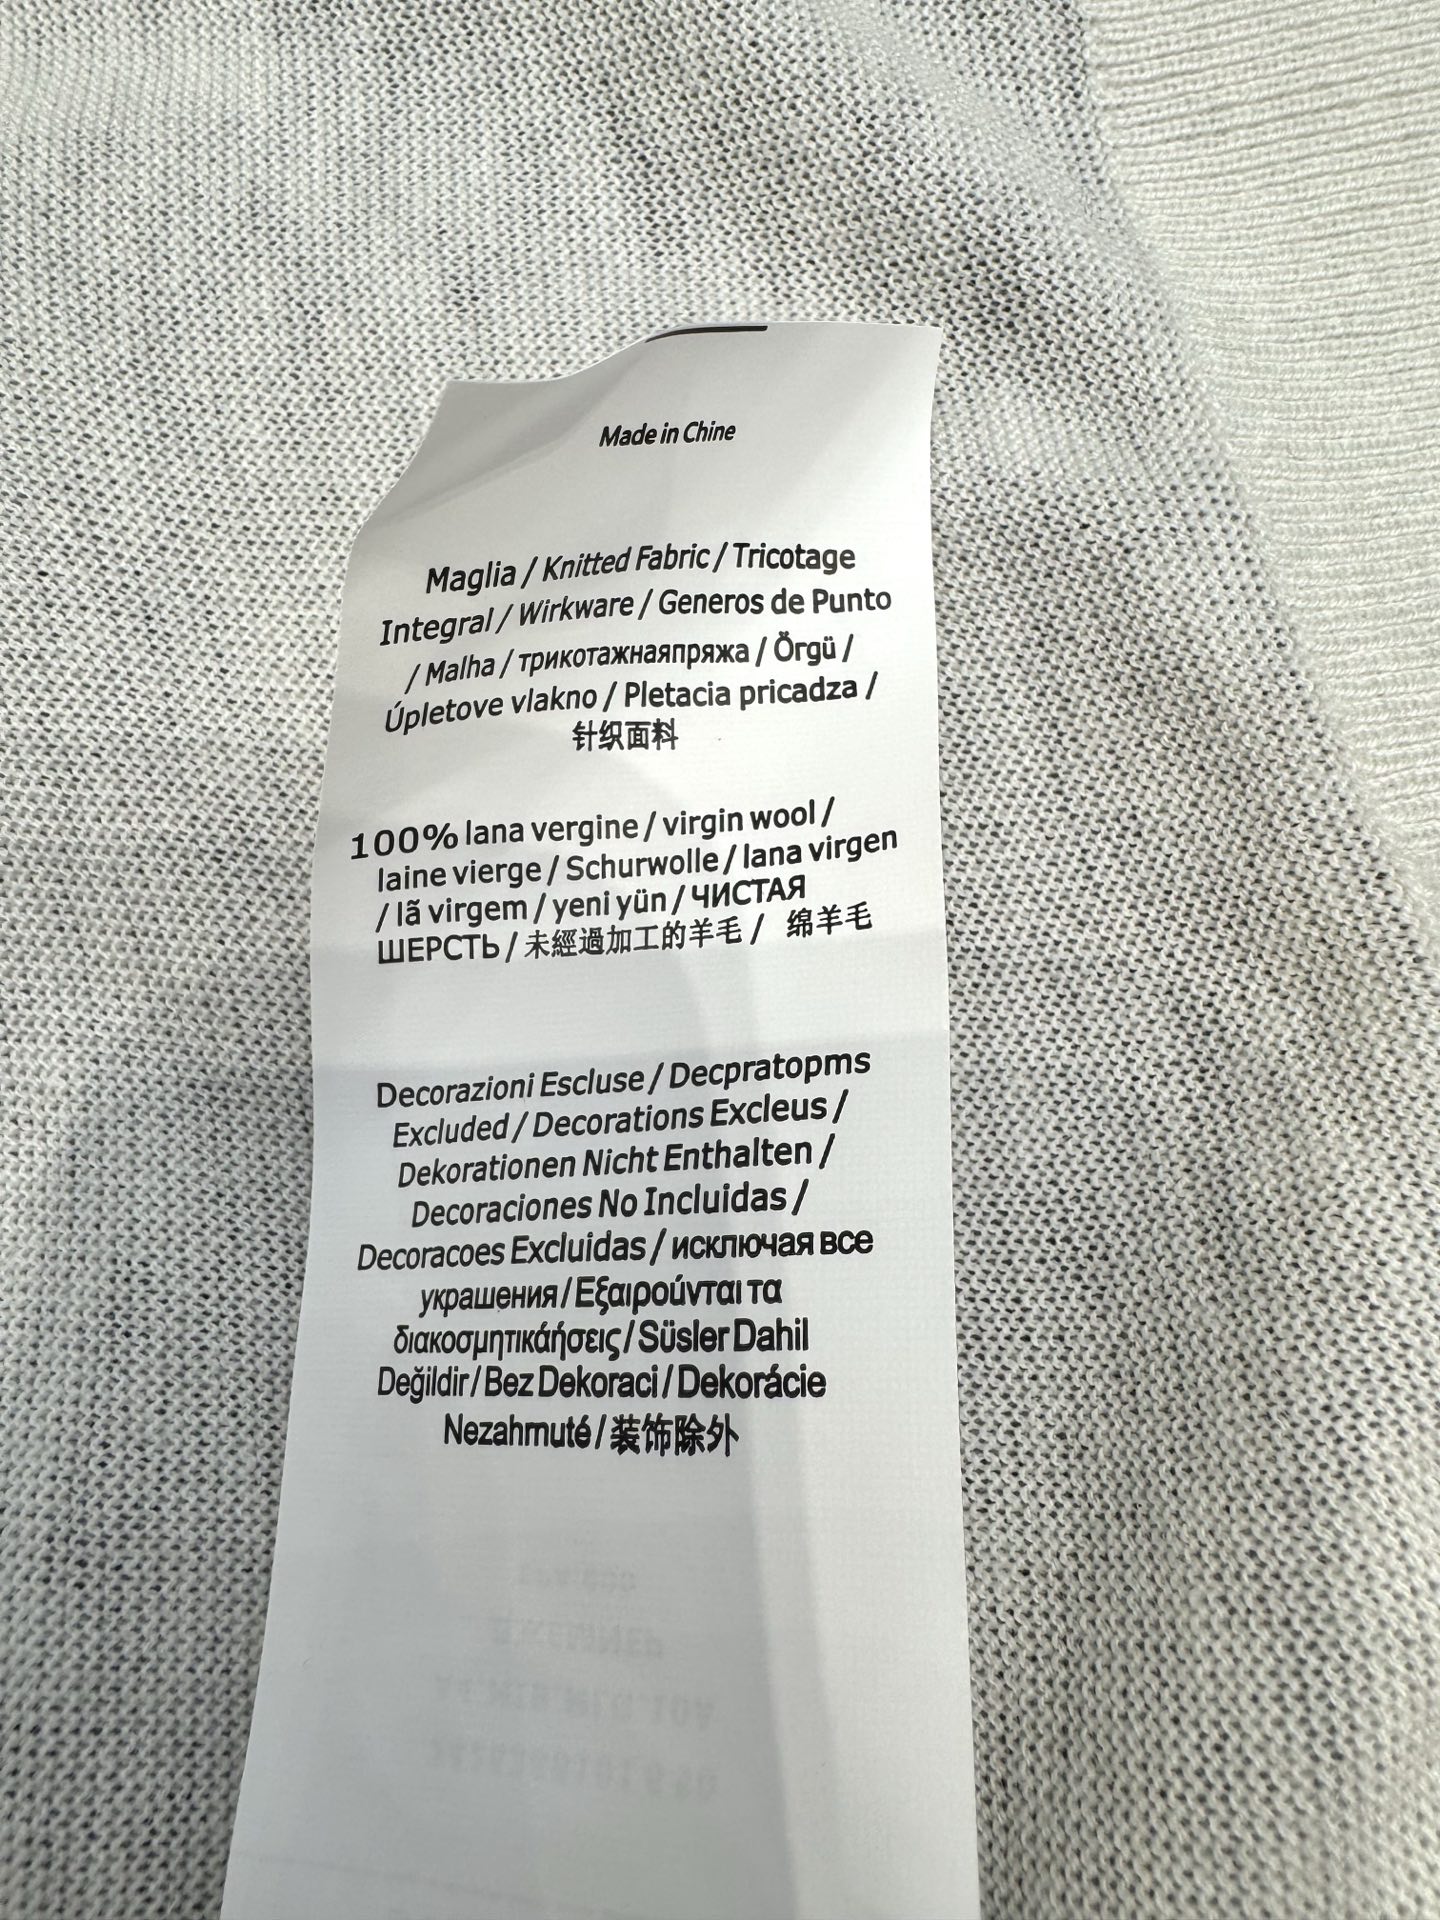 Made in Chine
Maglia / Knitted Fabric / Tricotage
Integral / Wirkware / Generos de Punto
/ Malha / трикотажнаяпряжа / Örgü /
Úpletove vlakno / Pletacia pricadza /
针织面料
100% lana vergine / virgin wool /
laine vierge / Schurwolle / lana virgen
/ lã virgem / yeni yün / ЧИСТАЯ
ШЕРСТЬ / 未經過加工的羊毛 / 绵羊毛
Decorazioni Escluse / Decpratopms
Excluded / Decorations Excleus /
Dekorationen Nicht Enthalten /
Decoraciones No Incluidas /
Decoracoes Excluidas / исключая все
украшения / Εξαιρούνται τα
διακοσμητικάήσεις / Süsler Dahil
Değildir / Bez Dekoraci / Dekorácie
Nezahrnuté / 装饰除外